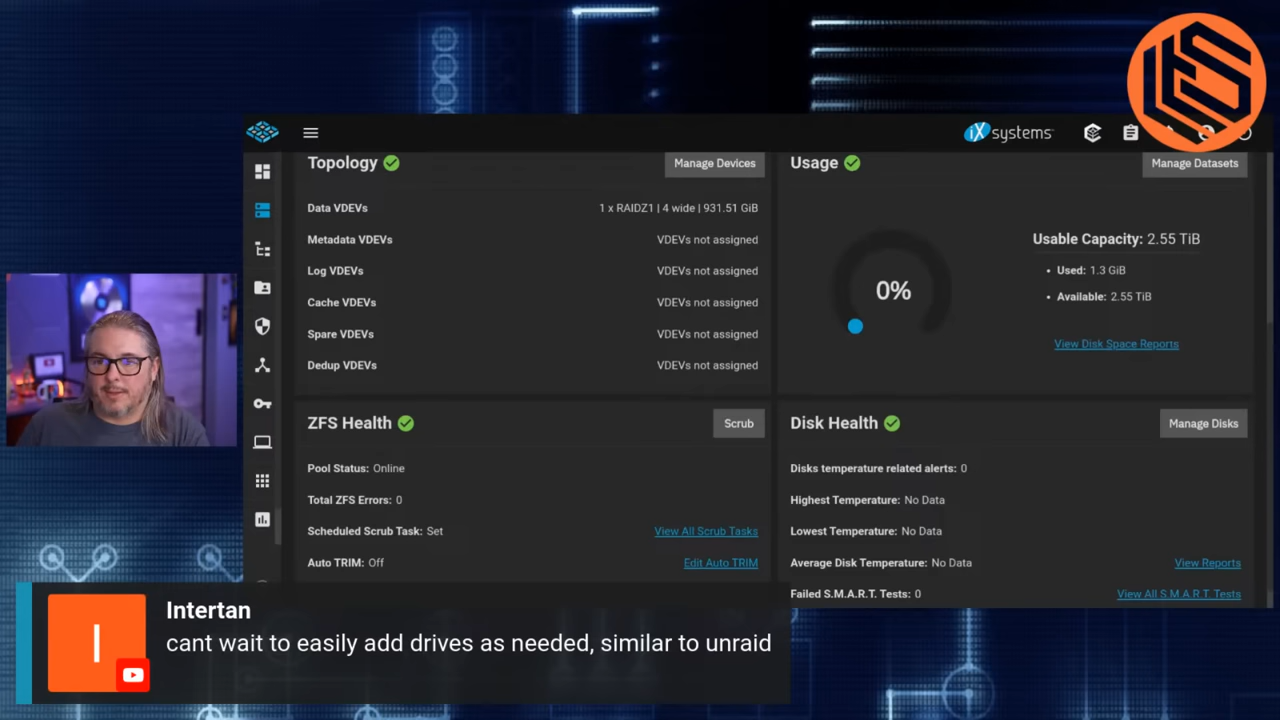 iXsystems
Topology
Manage Devices
Data VDEVs
1 x RAIDZ1 | 4 wide | 931.51 GiB
Metadata VDEVs
VDEVs not assigned
Log VDEVs
VDEVs not assigned
Cache VDEVs
VDEVs not assigned
Spare VDEVs
VDEVs not assigned
Dedup VDEVs
VDEVs not assigned
Usage
Manage Datasets
0%
Usable Capacity: 2.55 TiB
• Used: 1.3 GiB
• Available: 2.55 TiB
View Disk Space Reports
ZFS Health
Scrub
Pool Status: Online
Total ZFS Errors: 0
Scheduled Scrub Task: Set
View All Scrub Tasks
Auto TRIM: Off
Edit Auto TRIM
Disk Health
Manage Disks
Disks temperature related alerts: 0
Highest Temperature: No Data
Lowest Temperature: No Data
Average Disk Temperature: No Data
View Reports
Failed S.M.A.R.T. Tests: 0
View All S.M.A.R.T. Tests
I
Intertan
cant wait to easily add drives as needed, similar to unraid